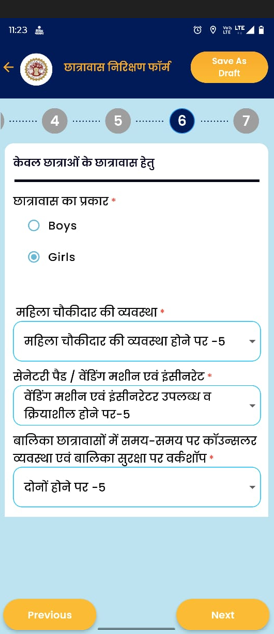 11:23
VoLTE LTE
छात्रावास निरिक्षण फॉर्म
Save As
Draft
4
5
6
7
केवल छात्राओं के छात्रावास हेतु
छात्रावास का प्रकार *
Boys
Girls
महिला चौकीदार की व्यवस्था *
महिला चौकीदार की व्यवस्था होने पर -5
सेनेटरी पैड / वेंडिंग मशीन एवं इंसीनरेट *
वेंडिंग मशीन एवं इंसीनरेटर उपलब्ध व
क्रियाशील होने पर-5
बालिका छात्रावासों में समय-समय पर कॉउन्सलर
व्यवस्था एवं बालिका सुरक्षा पर वर्कशॉप *
दोनों होने पर -5
Previous
Next